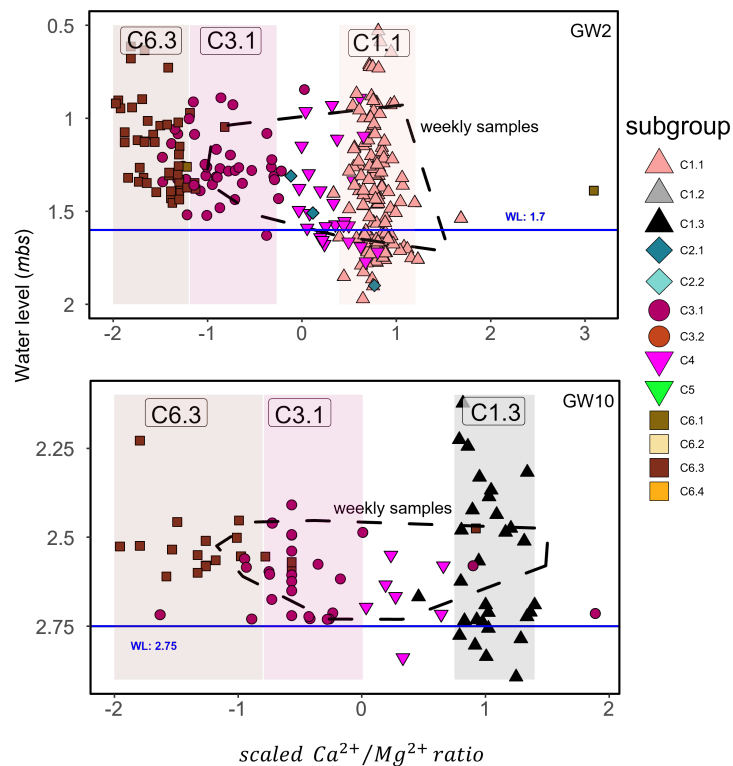 GW2
C6.3 C3.1 C1.1
weekly samples
WL: 1.7
0.5
1
1.5
2
-2 -1 0 1 2 3
Water level (mbs)
GW10
C6.3 C3.1 C1.3
weekly samples
WL: 2.75
2.25
2.5
2.75
-2 -1 0 1 2
scaled Ca²⁺/Mg²⁺ ratio
subgroup
C1.1
C1.2
C1.3
C2.1
C2.2
C3.1
C3.2
C4
C5
C6.1
C6.2
C6.3
C6.4